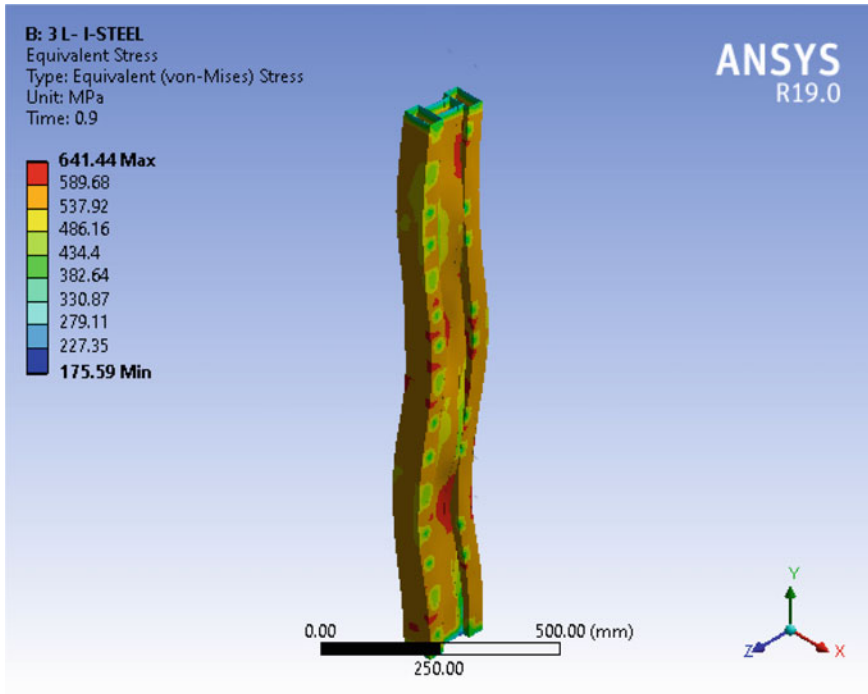 B: 3 L- I-STEEL
Equivalent Stress
Type: Equivalent (von-Mises) Stress
Unit: MPa
Time: 0.9
641.44 Max
589.68
537.92
486.16
434.4
382.64
330.87
279.11
227.35
175.59 Min
ANSYS
R19.0
0.00 500.00 (mm)
250.00
Y
Z X